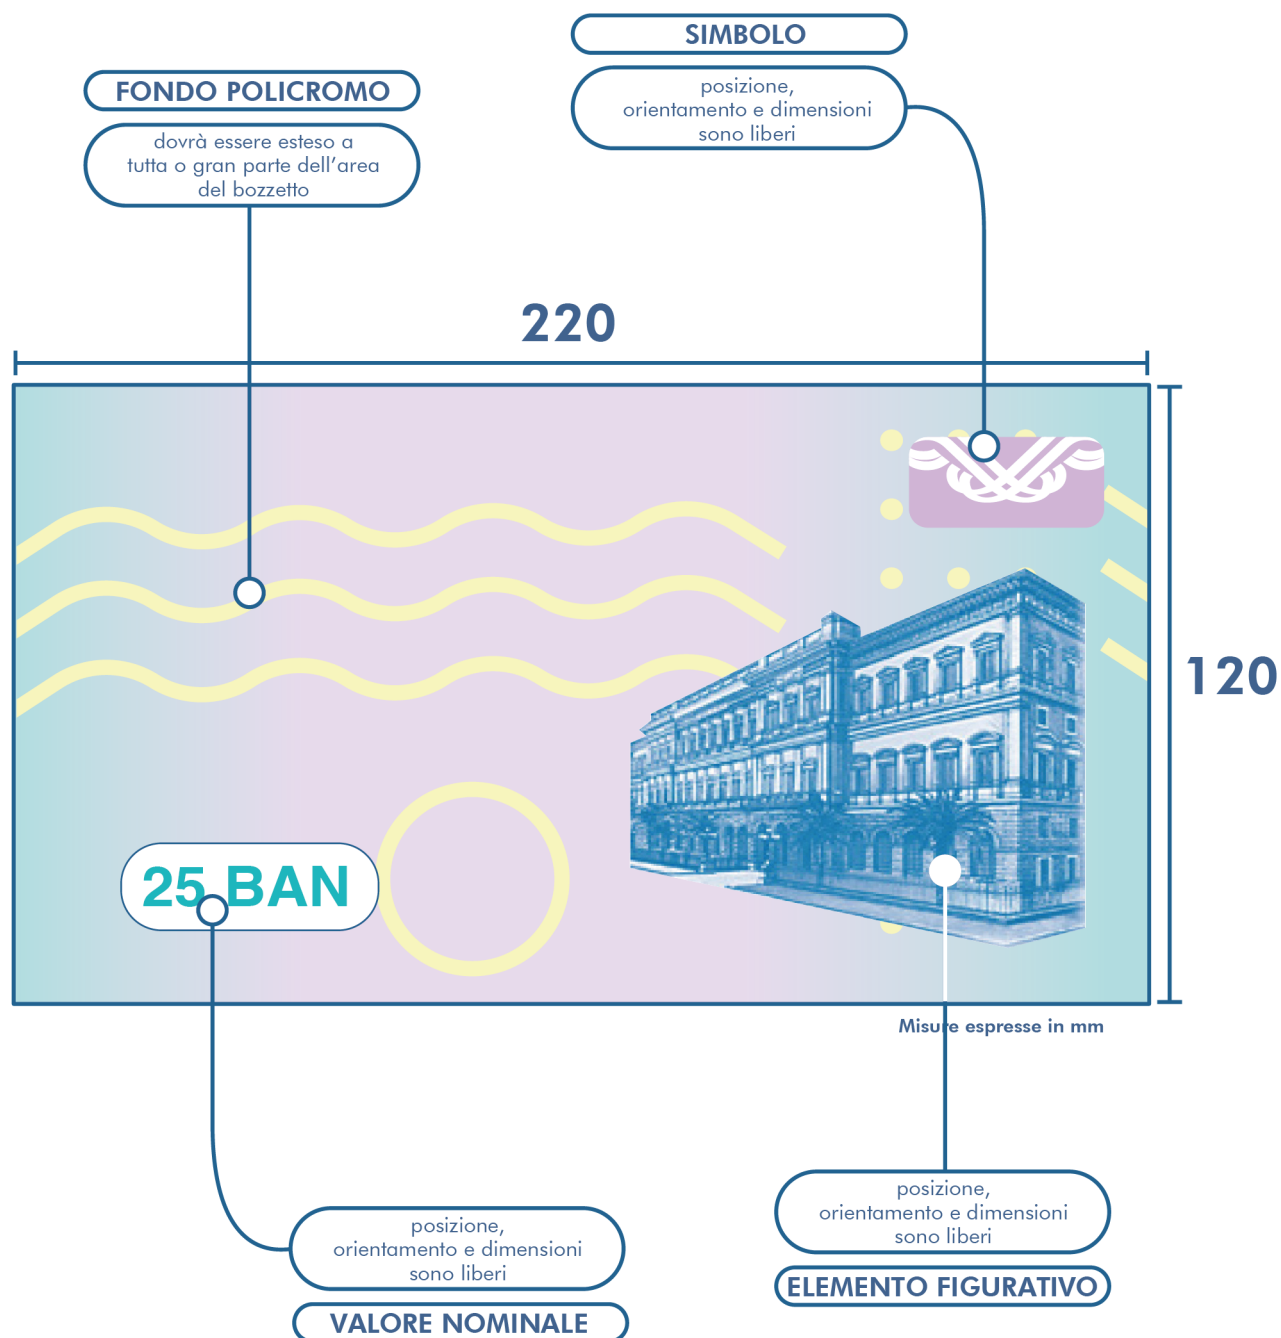 SIMBOLO
posizione,
orientamento e dimensioni
sono liberi
FONDO POLICROMO
dovrà essere esteso a
tutta o gran parte dell'area
del bozzetto
220
120
25 BAN
Misure espresse in mm
posizione,
orientamento e dimensioni
sono liberi
ELEMENTO FIGURATIVO
posizione,
orientamento e dimensioni
sono liberi
VALORE NOMINALE